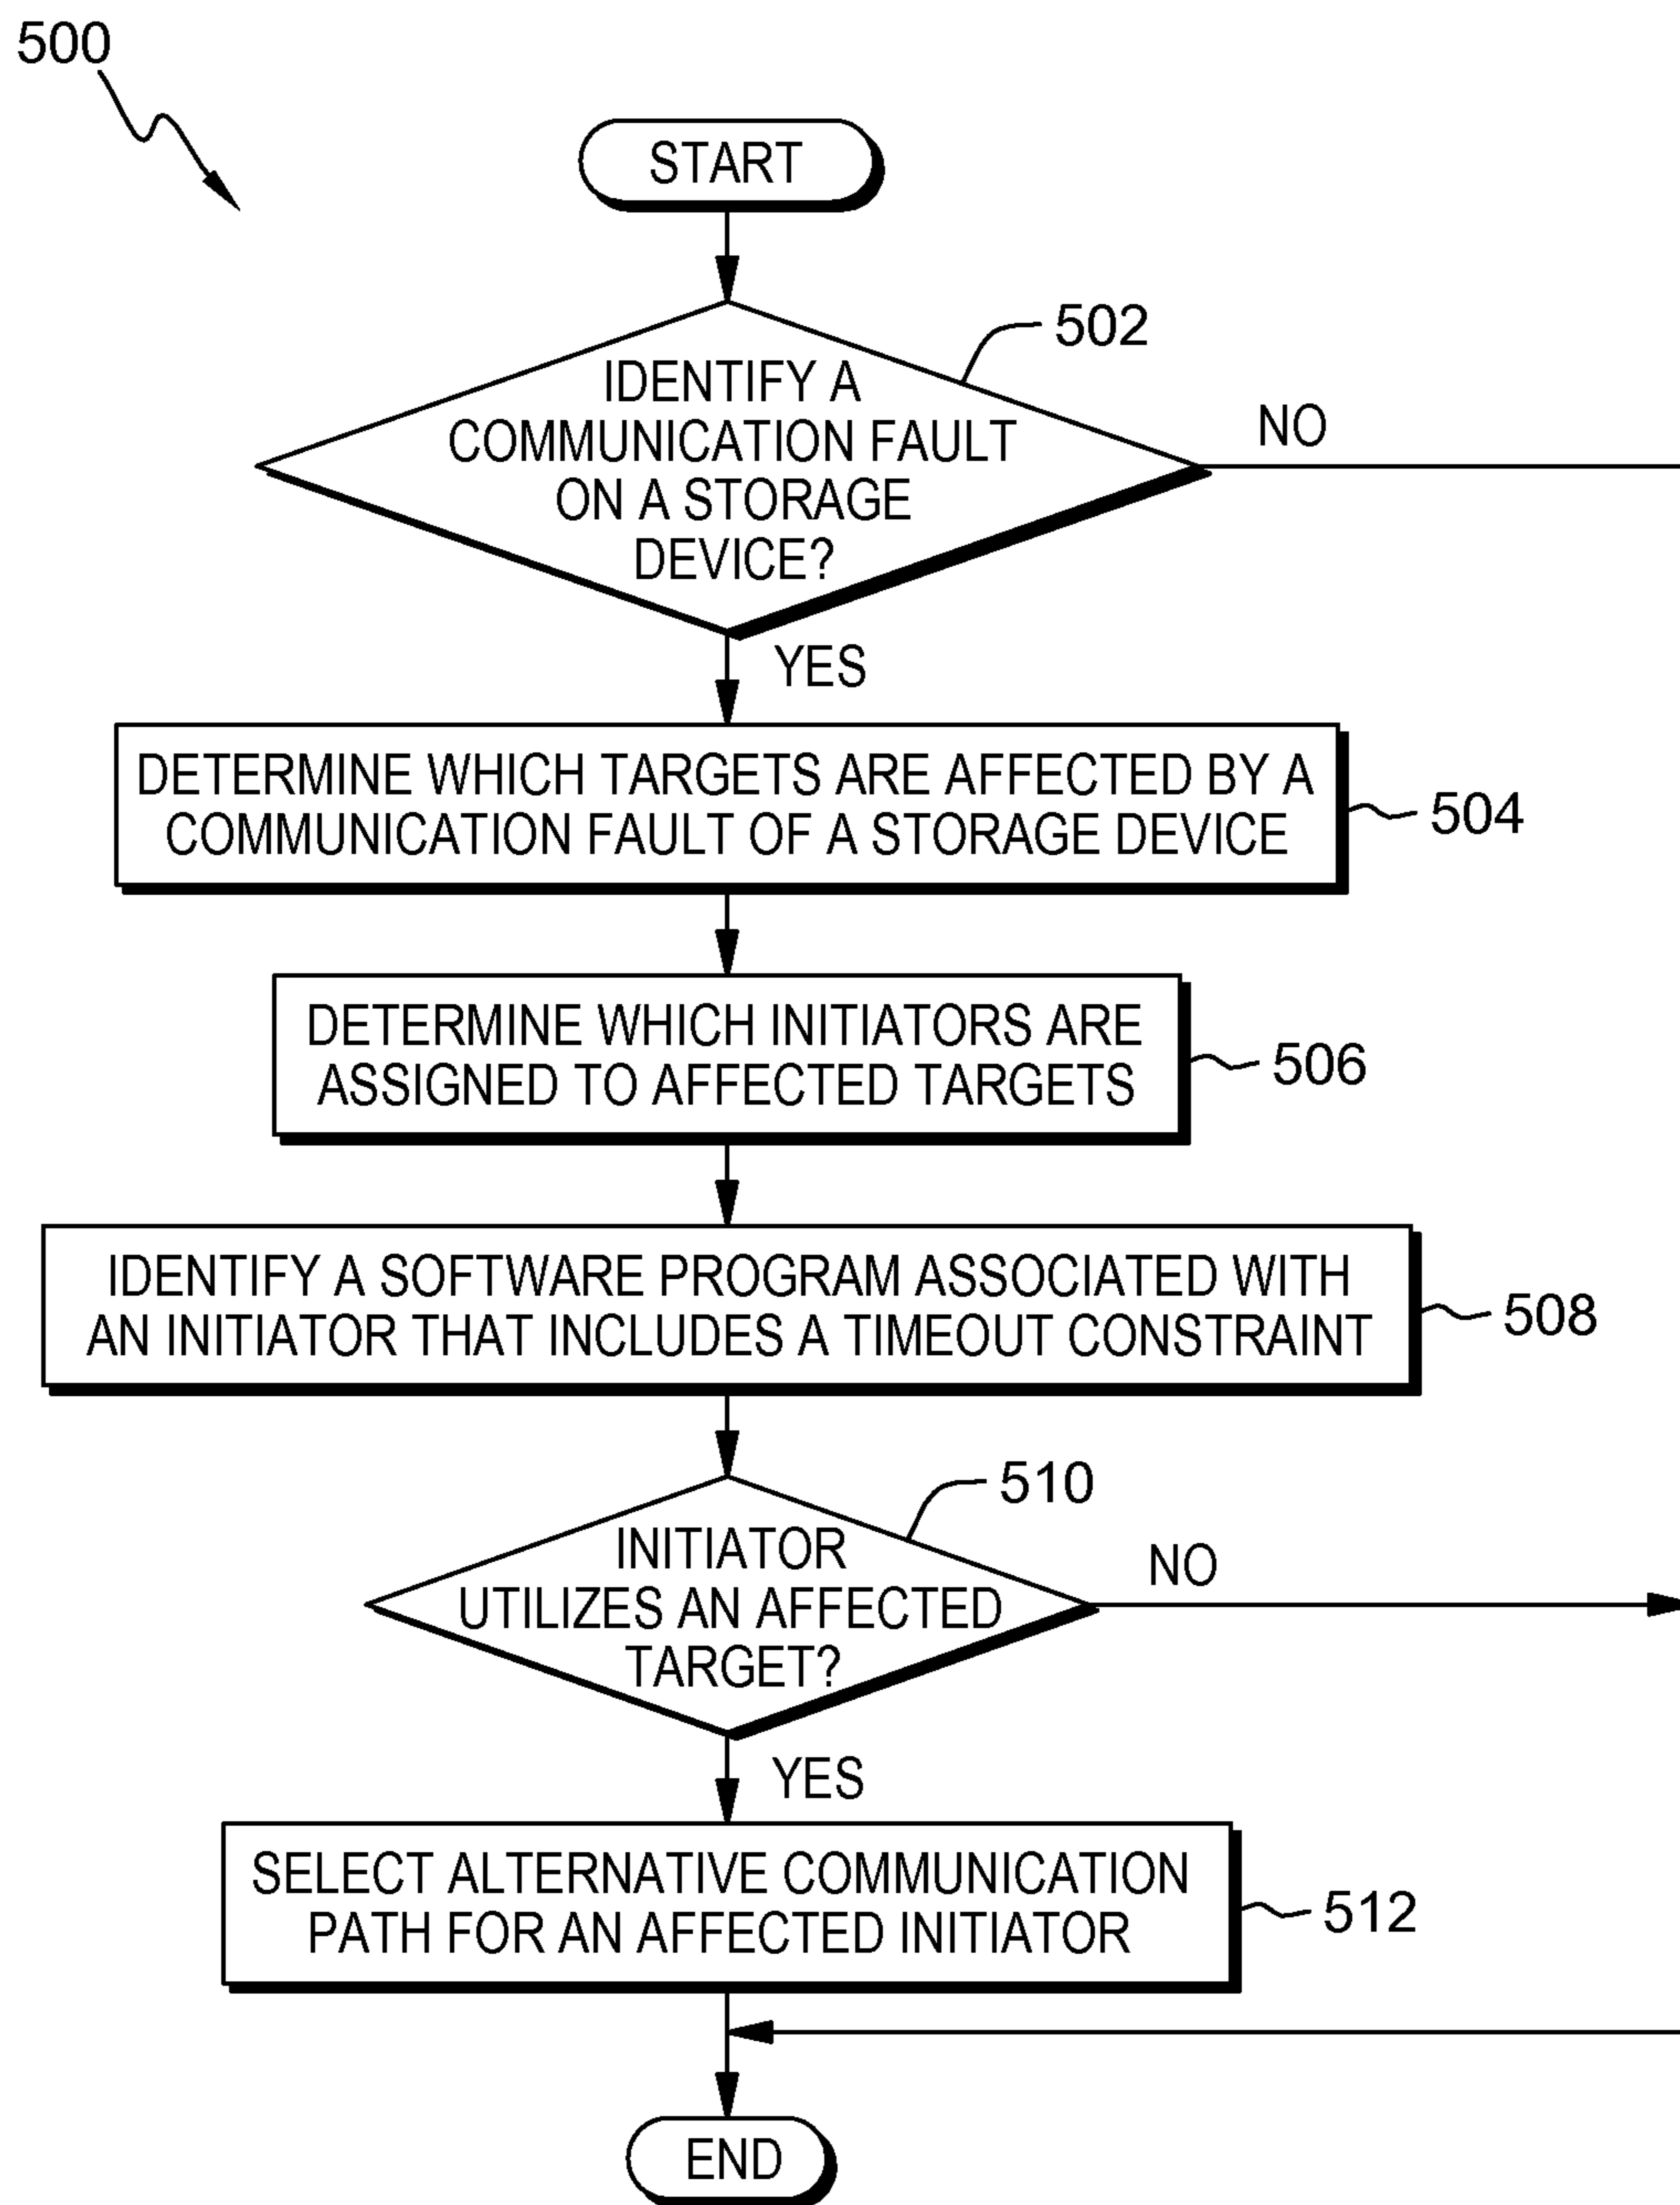 500
START
502
IDENTIFY A
COMMUNICATION FAULT
ON A STORAGE
DEVICE?
NO
YES
DETERMINE WHICH TARGETS ARE AFFECTED BY A
COMMUNICATION FAULT OF A STORAGE DEVICE
504
DETERMINE WHICH INITIATORS ARE
ASSIGNED TO AFFECTED TARGETS
506
IDENTIFY A SOFTWARE PROGRAM ASSOCIATED WITH
AN INITIATOR THAT INCLUDES A TIMEOUT CONSTRAINT
508
510
INITIATOR
UTILIZES AN AFFECTED
TARGET?
NO
YES
SELECT ALTERNATIVE COMMUNICATION
PATH FOR AN AFFECTED INITIATOR
512
END